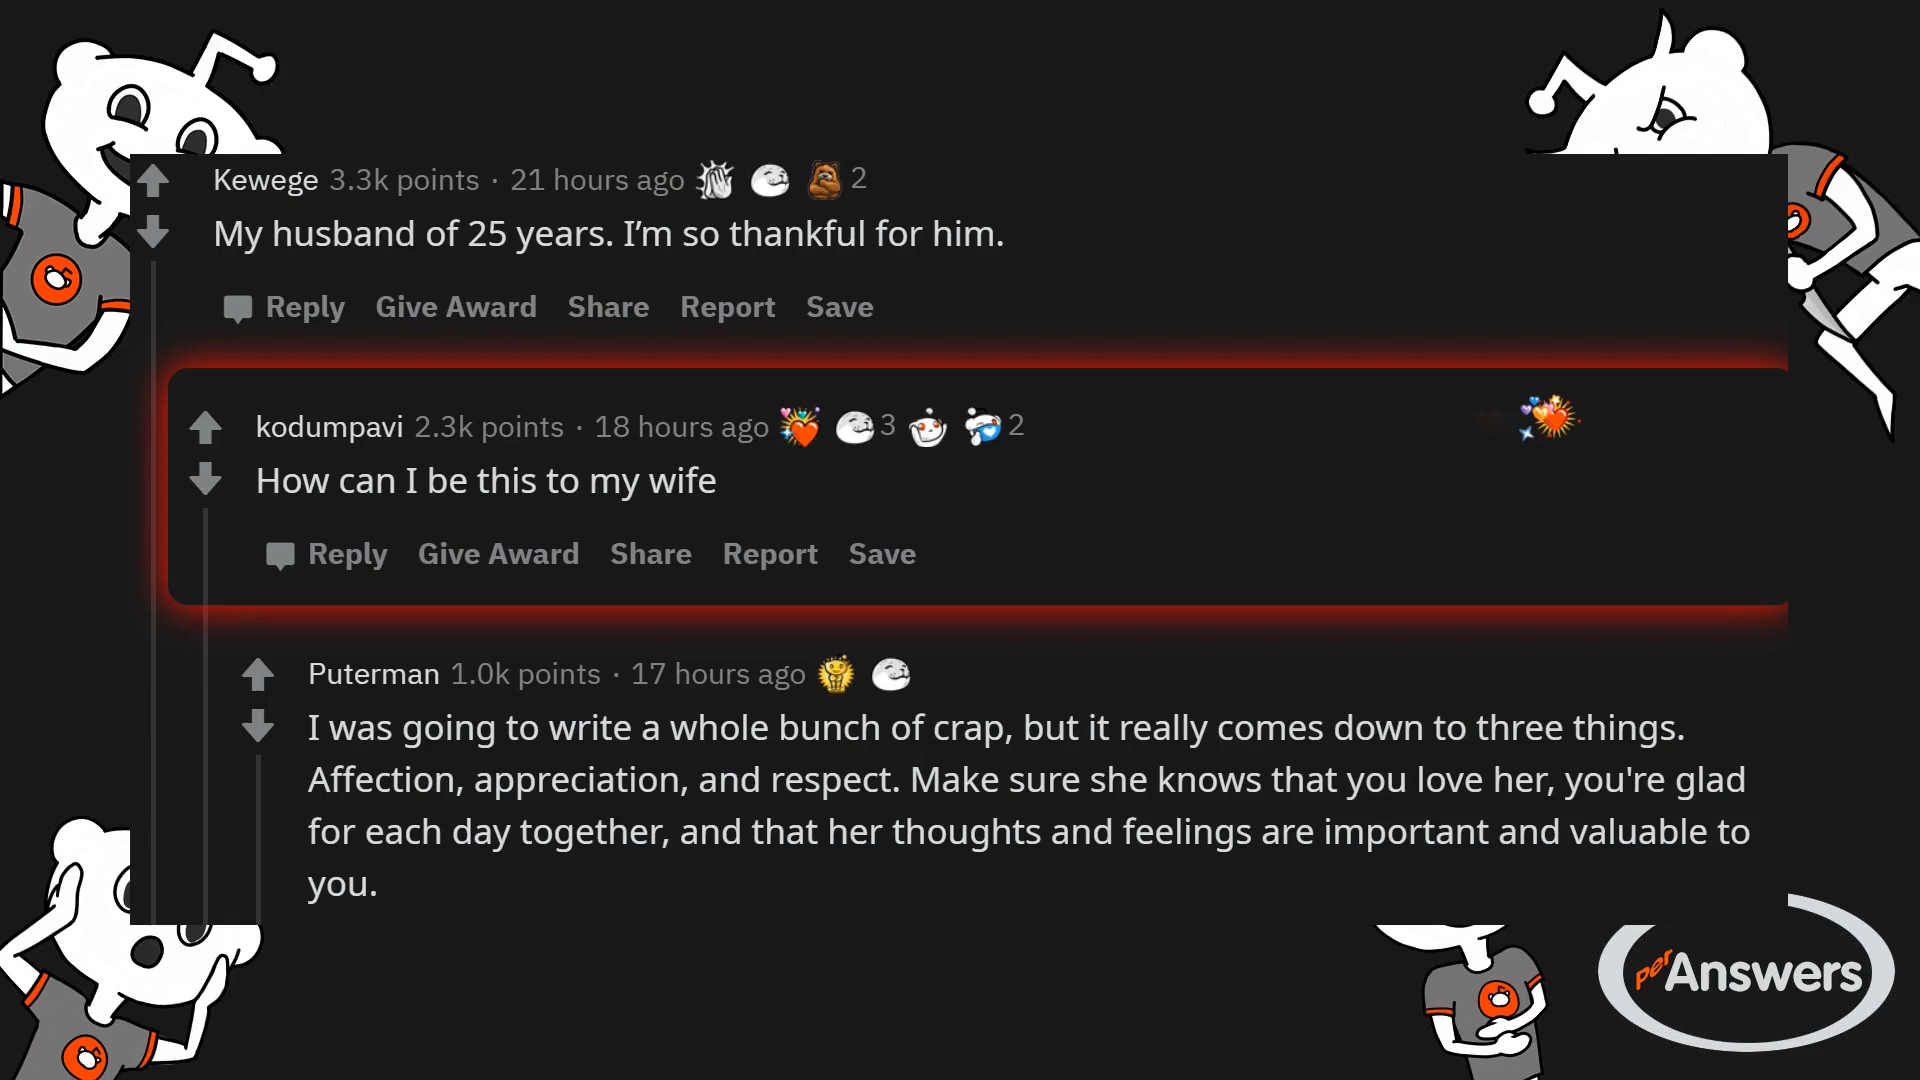 Kewege 3.3k points · 21 hours ago 2
My husband of 25 years. I’m so thankful for him.
Reply Give Award Share Report Save
kodumpavi 2.3k points · 18 hours ago 3 2
How can I be this to my wife
Reply Give Award Share Report Save
Puterman 1.0k points · 17 hours ago
I was going to write a whole bunch of crap, but it really comes down to three things.
Affection, appreciation, and respect. Make sure she knows that you love her, you're glad
for each day together, and that her thoughts and feelings are important and valuable to
you.
perAnswers